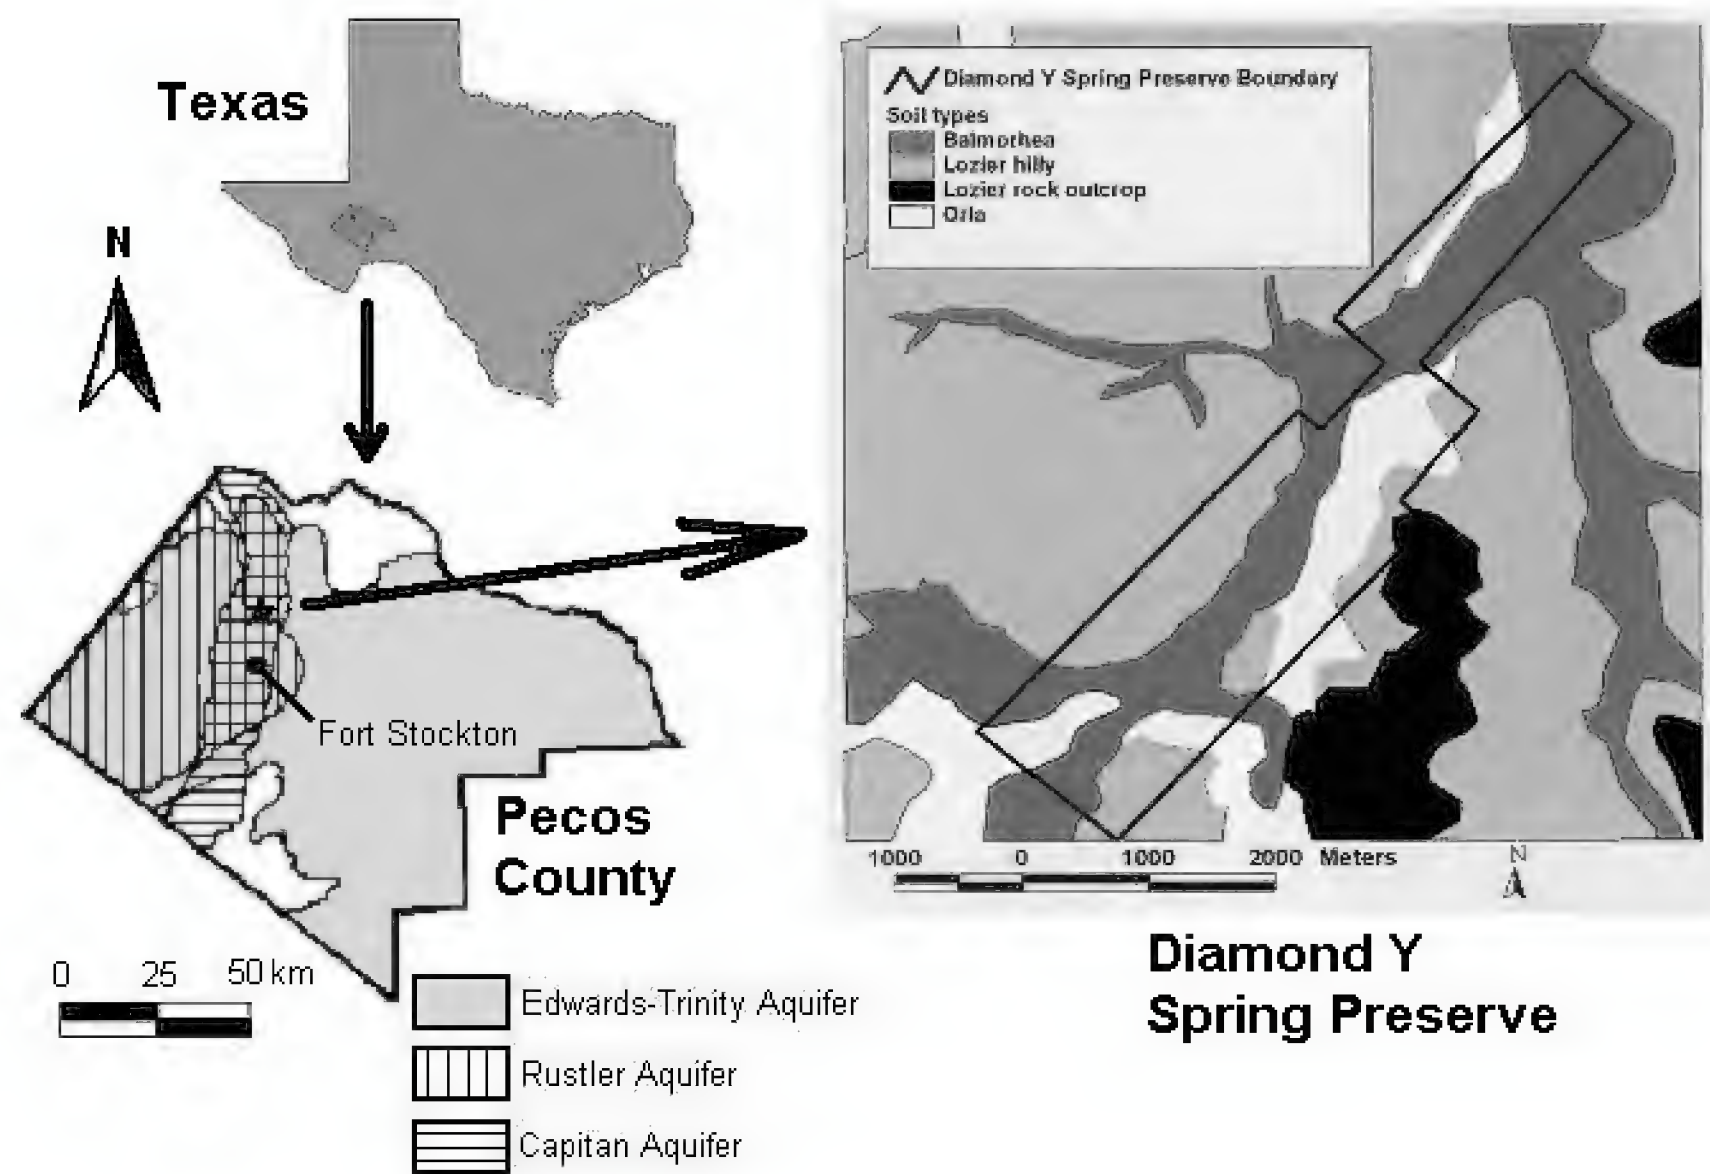 Texas
N
Fort Stockton
Pecos
County
0 25 50 km
Edwards-Trinity Aquifer
Rustler Aquifer
Capitan Aquifer
Diamond Y Spring Preserve Boundary
Soil types
Balmorhea
Lozier hilly
Lozier rock outcrop
Orla
1000 0 1000 2000 Meters
N
Diamond Y
Spring Preserve